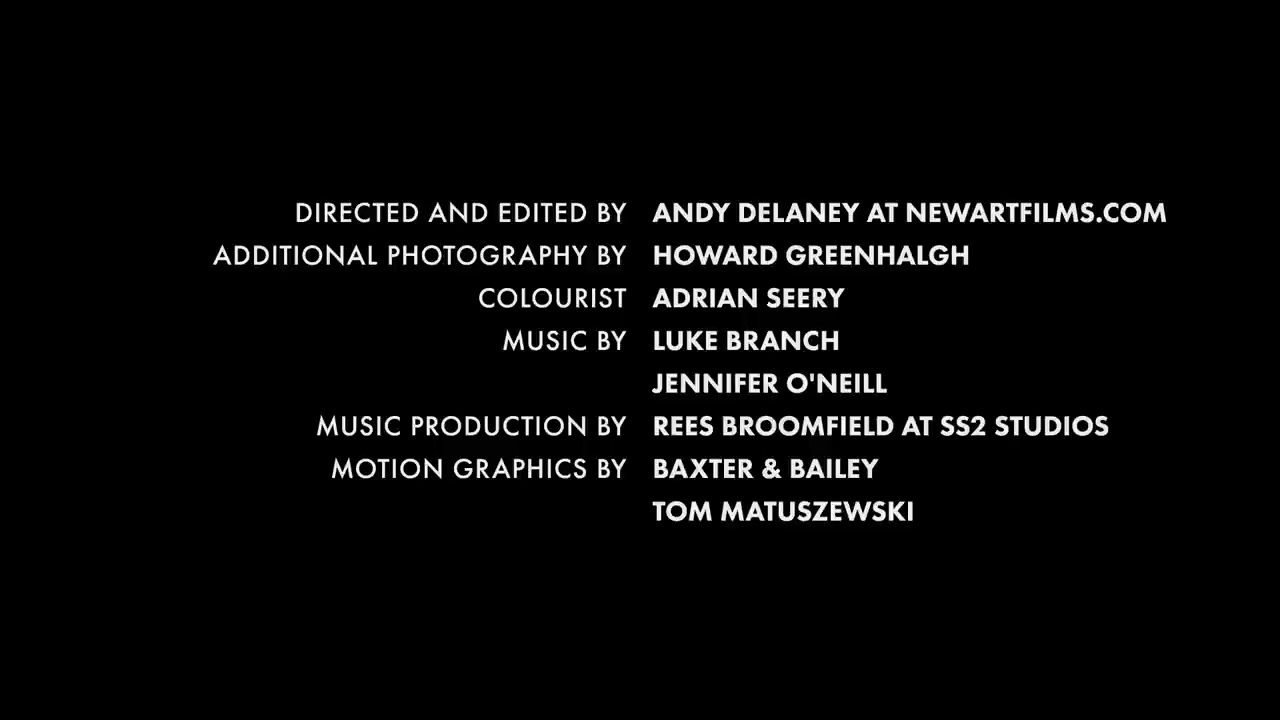 DIRECTED AND EDITED BY ANDY DELANEY AT NEWARTFILMS.COM
ADDITIONAL PHOTOGRAPHY BY HOWARD GREENHALGH
COLOURIST ADRIAN SEERY
MUSIC BY LUKE BRANCH
JENNIFER O'NEILL
MUSIC PRODUCTION BY REES BROOMFIELD AT SS2 STUDIOS
MOTION GRAPHICS BY BAXTER & BAILEY
TOM MATUSZEWSKI